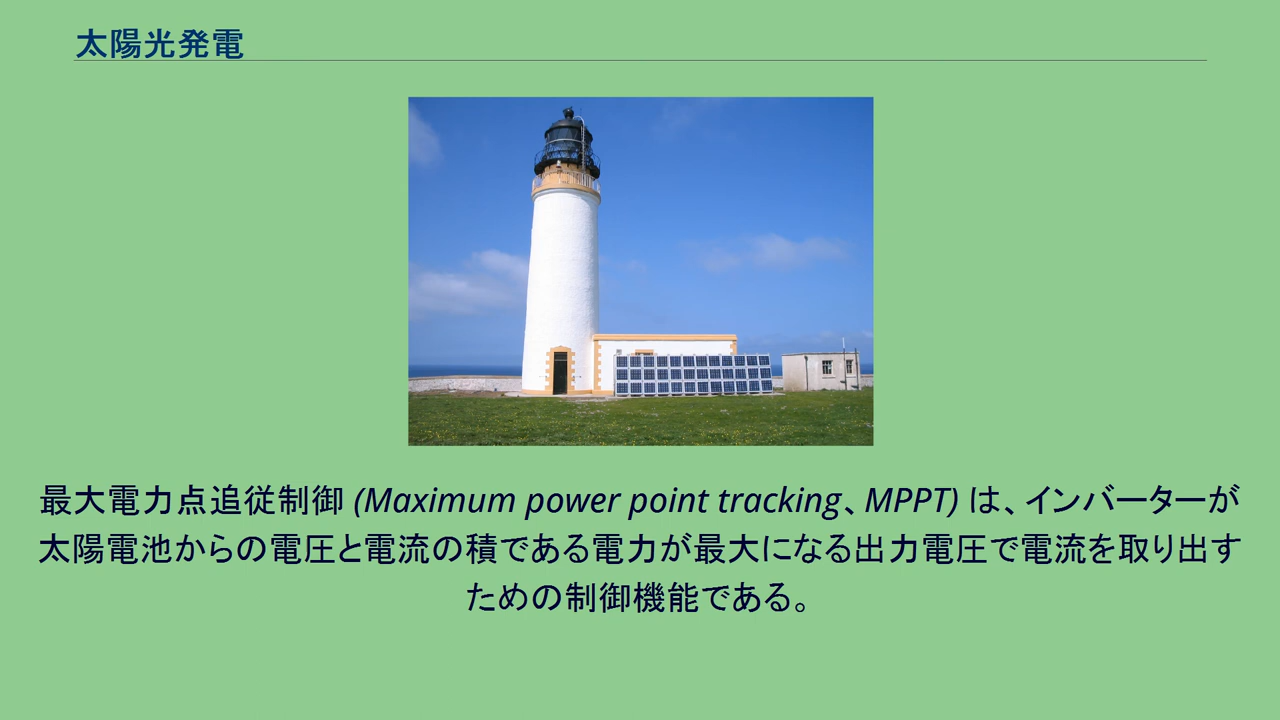 太陽光発電
最大電力点追従制御 (Maximum power point tracking、MPPT) は、インバーターが
太陽電池からの電圧と電流の積である電力が最大になる出力電圧で電流を取り出す
ための制御機能である。